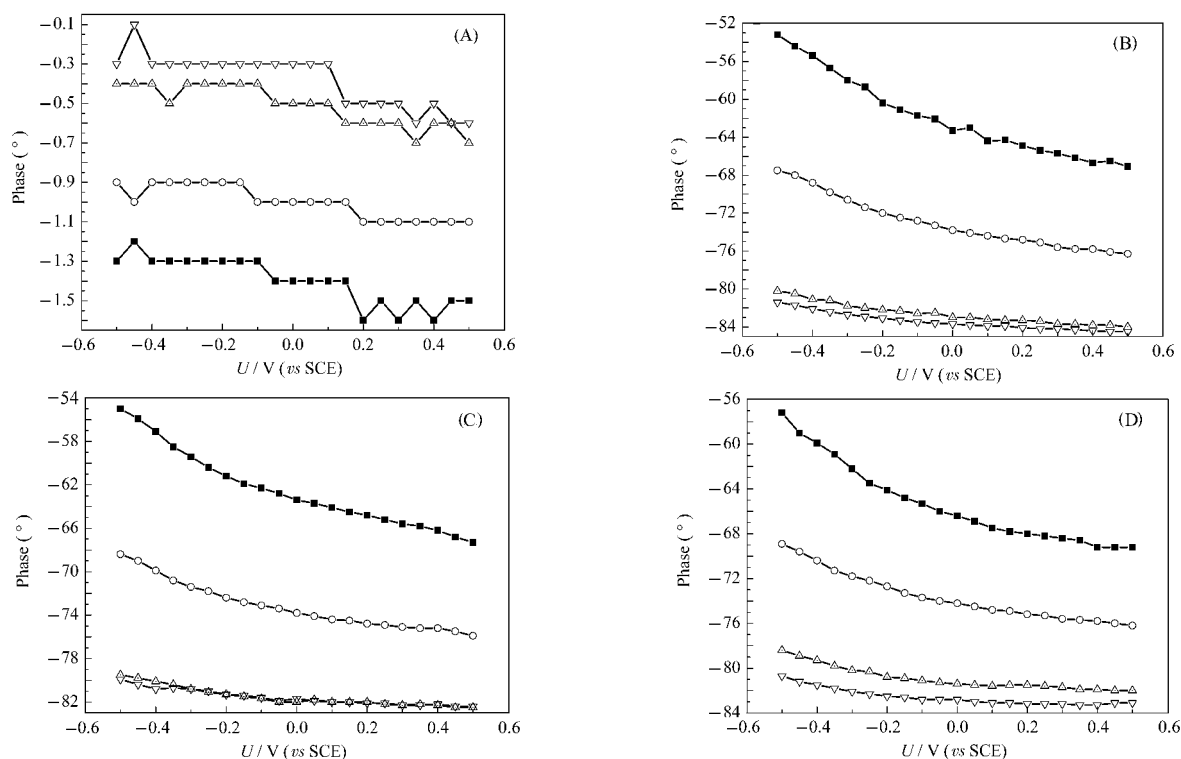 (A)
Phase ( ° )
−0.1
−0.3
−0.5
−0.7
−0.9
−1.1
−1.3
−1.5
−0.6 −0.4 −0.2 0.0 0.2 0.4 0.6
U / V ( vs SCE)
(B)
Phase ( ° )
−52
−56
−60
−64
−68
−72
−76
−80
−84
−0.6 −0.4 −0.2 0.0 0.2 0.4 0.6
U / V ( vs SCE)
(C)
Phase ( ° )
−54
−58
−62
−66
−70
−74
−78
−82
−0.6 −0.4 −0.2 0.0 0.2 0.4 0.6
U / V ( vs SCE)
(D)
Phase ( ° )
−56
−60
−64
−68
−72
−76
−80
−84
−0.6 −0.4 −0.2 0.0 0.2 0.4 0.6
U / V ( vs SCE)